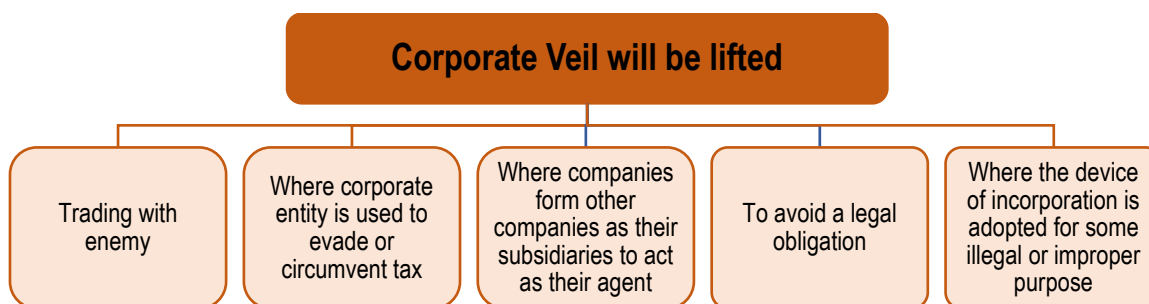 Corporate Veil will be lifted
Trading with
enemy
Where corporate
entity is used to
evade or
circumvent tax
Where companies
form other
companies as their
subsidiaries to act
as their agent
To avoid a legal
obligation
Where the device
of incorporation is
adopted for some
illegal or improper
purpose